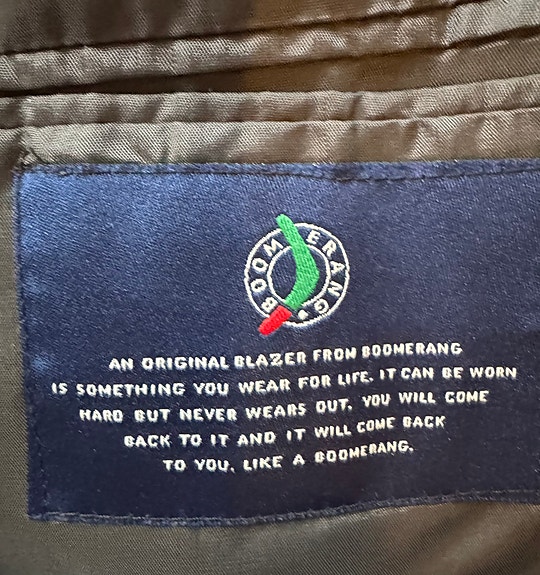 BOOMERANG
AN ORIGINAL BLAZER FROM BOOMERANG
IS SOMETHING YOU WEAR FOR LIFE. IT CAN BE WORN
HARD BUT NEVER WEARS OUT. YOU WILL COME
BACK TO IT AND IT WILL COME BACK
TO YOU. LIKE A BOOMERANG.